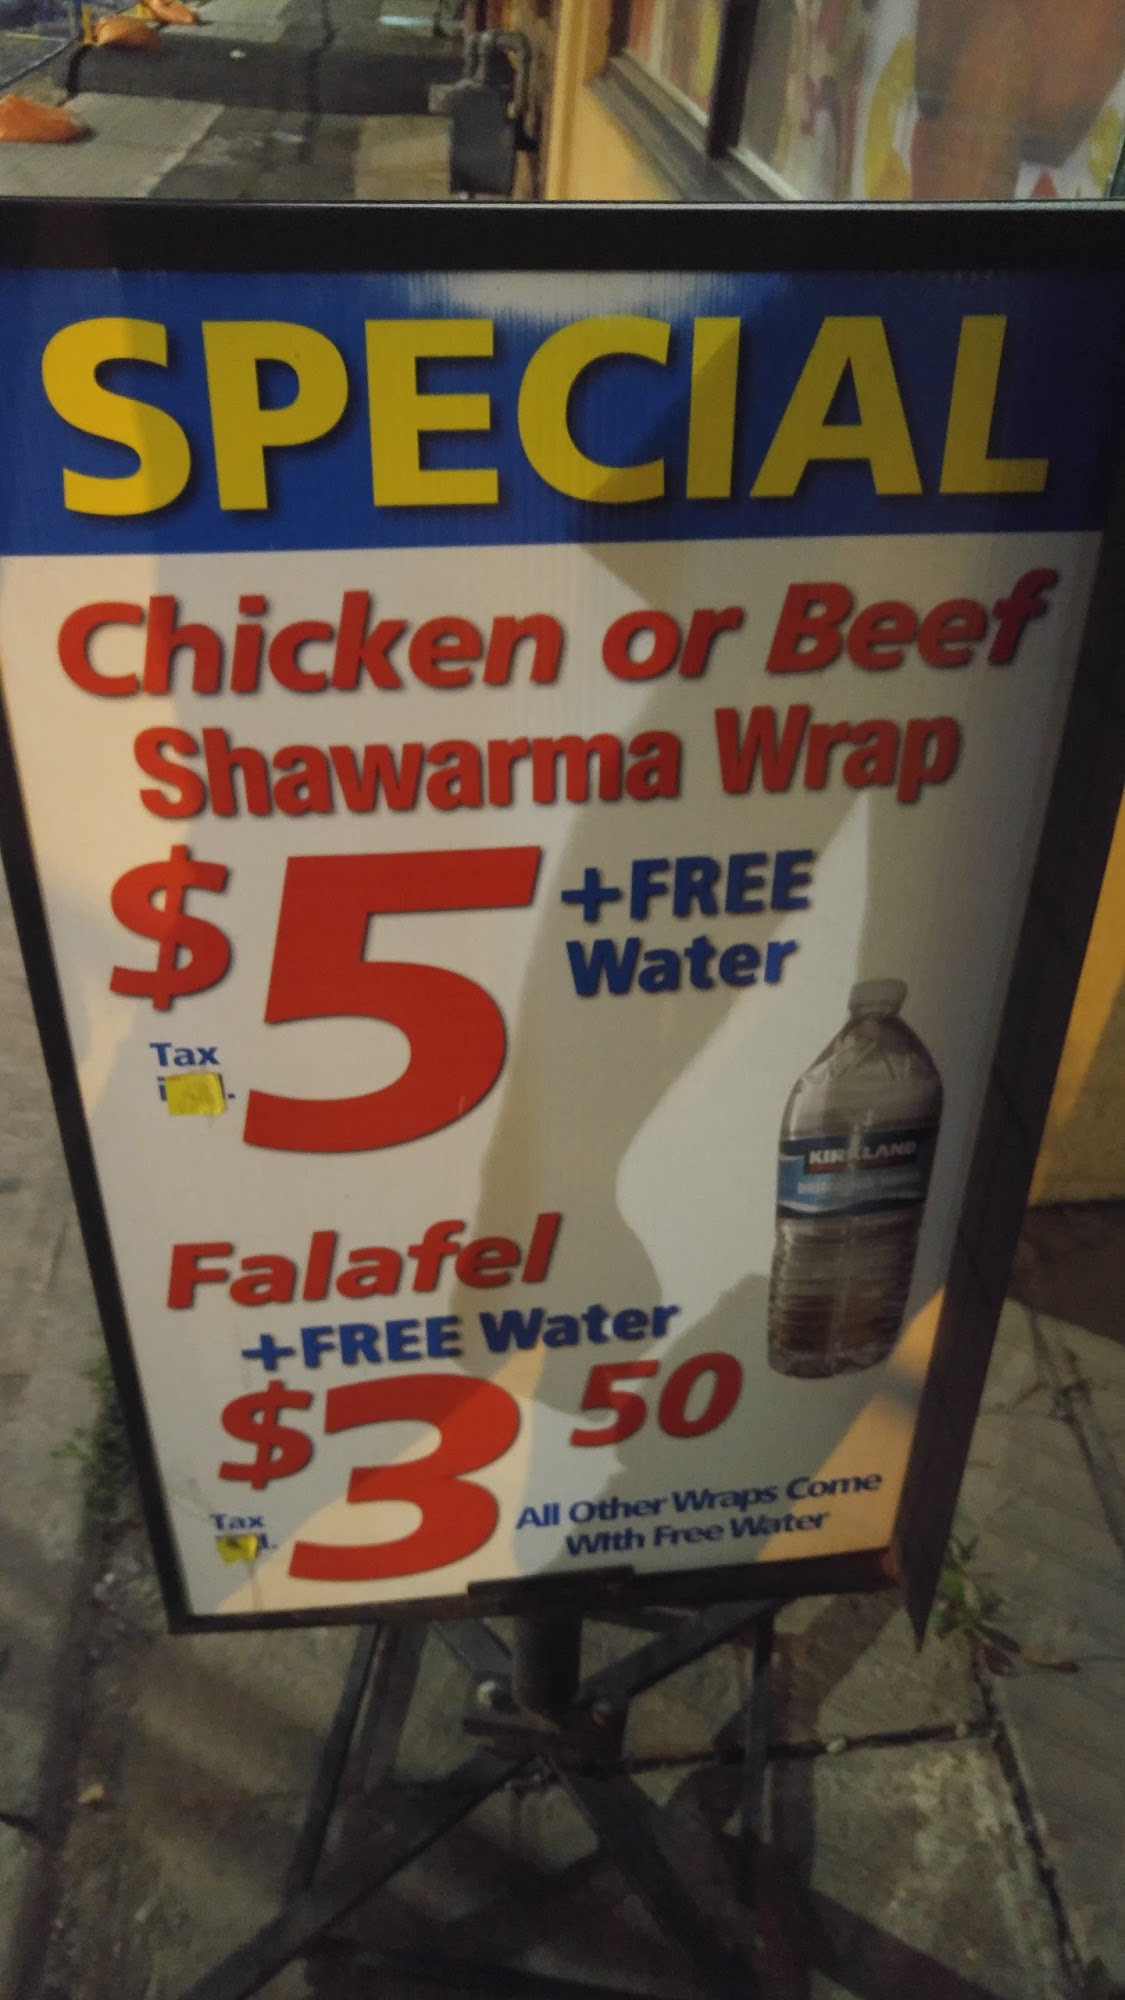 SPECIAL
Chicken or Beef
Shawarma Wrap
$5 +FREE
Water
Tax
KIRKLAND
Falafel
+FREE Water
$3 50
Tax
All Other Wraps Come
With Free Water